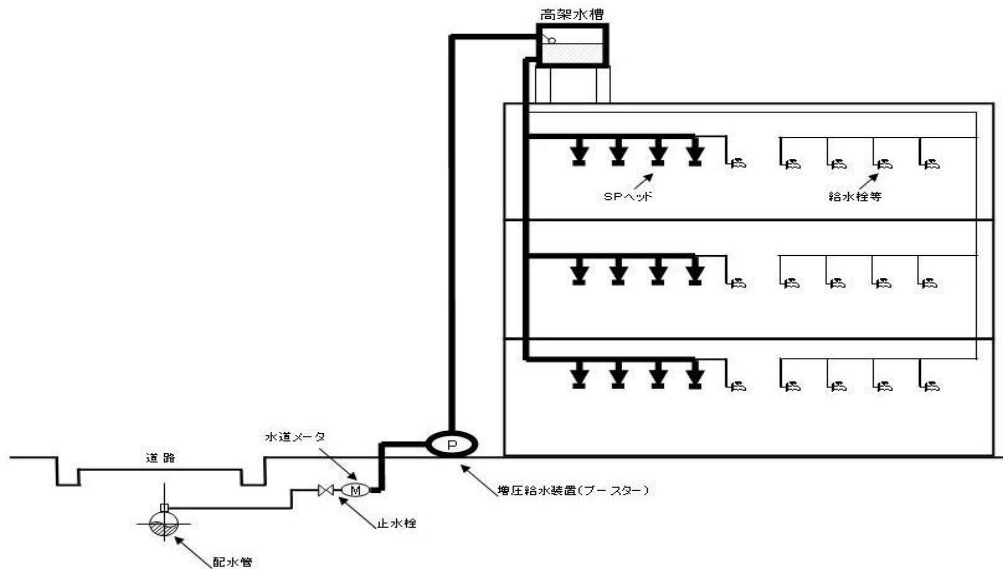 高架水槽
SPヘッド
給水栓等
水道メータ
P
道路
M
増圧給水装置(ブースター)
止水栓
配水管